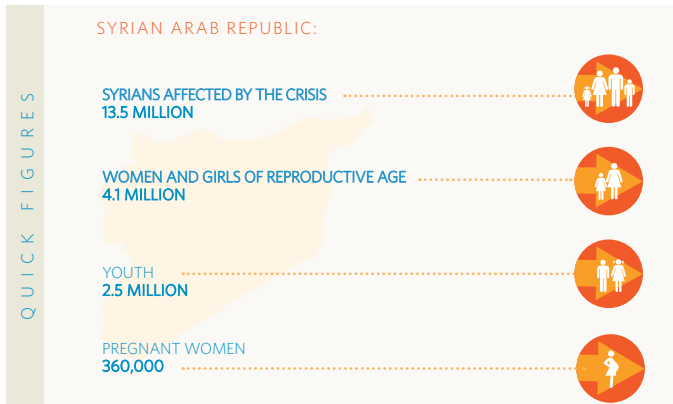 QUICK FIGURES
SYRIAN ARAB REPUBLIC:
SYRIANS AFFECTED BY THE CRISIS
13.5 MILLION
WOMEN AND GIRLS OF REPRODUCTIVE AGE
4.1 MILLION
YOUTH
2.5 MILLION
PREGNANT WOMEN
360,000